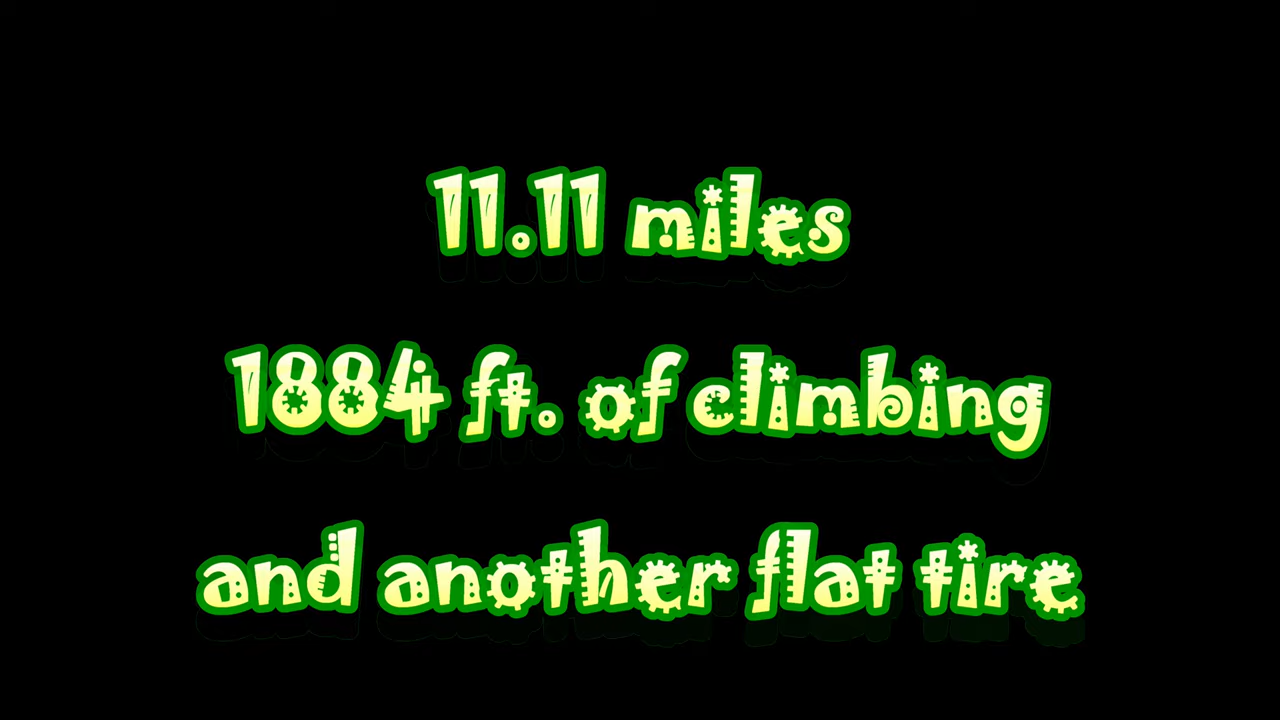 11.11 miles
1884 ft. of climbing
and another flat tire